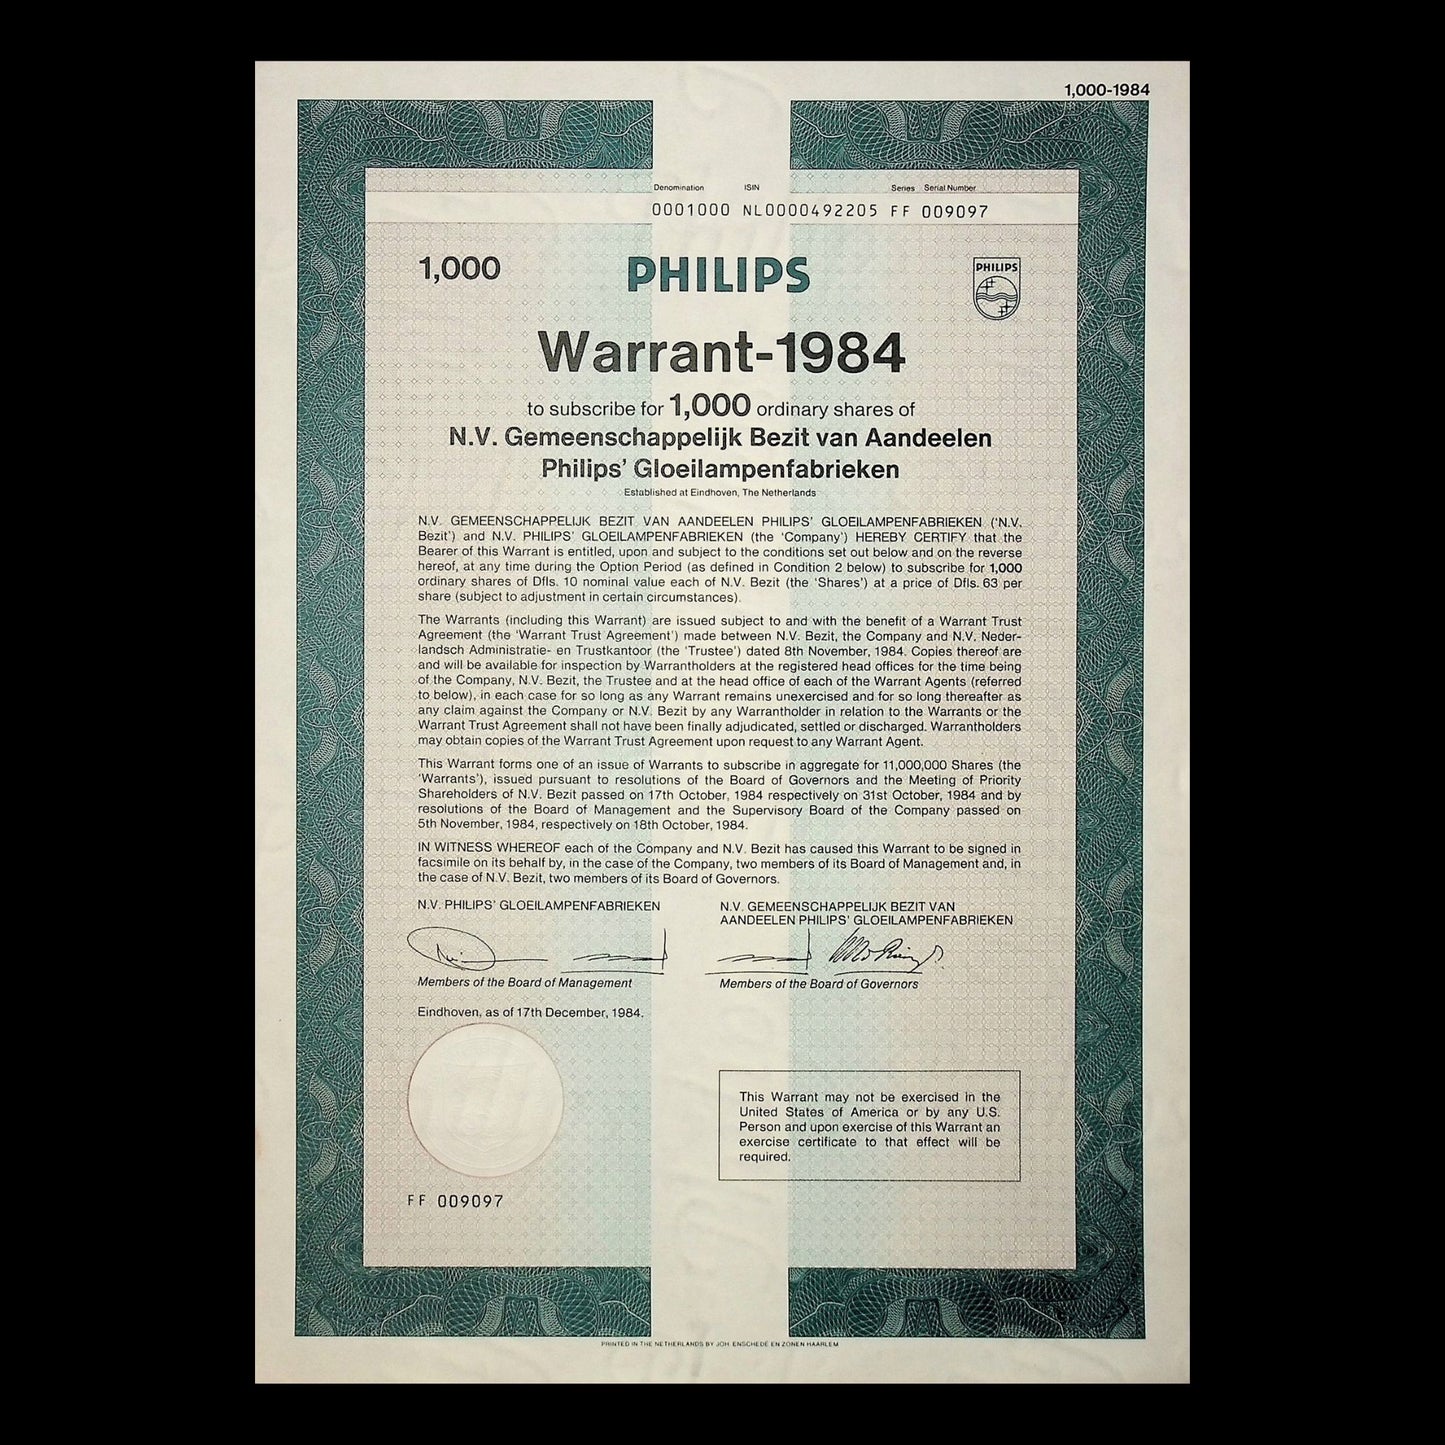 1,000-1984
Denomination ISIN Series Serial Number
0001000 NL0000492205 FF 009097
1,000
PHILIPS
PHILIPS
Warrant-1984
to subscribe for 1,000 ordinary shares of
N.V. Gemeenschappelijk Bezit van Aandeelen
Philips' Gloeilampenfabrieken
Established at Eindhoven, The Netherlands
N.V. GEMEENSCHAPPELIJK BEZIT VAN AANDEELEN PHILIPS' GLOEILAMPENFABRIEKEN ('N.V.
Bezit') and N.V. PHILIPS' GLOEILAMPENFABRIEKEN (the 'Company') HEREBY CERTIFY that the
Bearer of this Warrant is entitled, upon and subject to the conditions set out below and on the reverse
hereof, at any time during the Option Period (as defined in Condition 2 below) to subscribe for 1,000
ordinary shares of Dfls. 10 nominal value each of N.V. Bezit (the 'Shares') at a price of Dfls. 63 per
share (subject to adjustment in certain circumstances).
The Warrants (including this Warrant) are issued subject to and with the benefit of a Warrant Trust
Agreement (the 'Warrant Trust Agreement') made between N.V. Bezit, the Company and N.V. Neder-
landsch Administratie- en Trustkantoor (the 'Trustee') dated 8th November, 1984. Copies thereof are
and will be available for inspection by Warrantholders at the registered head offices for the time being
of the Company, N.V. Bezit, the Trustee and at the head office of each of the Warrant Agents (referred
to below), in each case for so long as any Warrant remains unexercised and for so long thereafter as
any claim against the Company or N.V. Bezit by any Warrantholder in relation to the Warrants or the
Warrant Trust Agreement shall not have been finally adjudicated, settled or discharged. Warrantholders
may obtain copies of the Warrant Trust Agreement upon request to any Warrant Agent.
This Warrant forms one of an issue of Warrants to subscribe in aggregate for 11,000,000 Shares (the
'Warrants'), issued pursuant to resolutions of the Board of Governors and the Meeting of Priority
Shareholders of N.V. Bezit passed on 17th October, 1984 respectively on 31st October, 1984 and by
resolutions of the Board of Management and the Supervisory Board of the Company passed on
5th November, 1984, respectively on 18th October, 1984.
IN WITNESS WHEREOF each of the Company and N.V. Bezit has caused this Warrant to be signed in
facsimile on its behalf by, in the case of the Company, two members of its Board of Management and, in
the case of N.V. Bezit, two members of its Board of Governors.
N.V. PHILIPS' GLOEILAMPENFABRIEKEN
N.V. GEMEENSCHAPPELIJK BEZIT VAN
AANDEELEN PHILIPS' GLOEILAMPENFABRIEKEN
Members of the Board of Management
Members of the Board of Governors
Eindhoven, as of 17th December, 1984.
This Warrant may not be exercised in the
United States of America or by any U.S.
Person and upon exercise of this Warrant an
exercise certificate to that effect will be
required.
FF 009097
PRINTED IN THE NETHERLANDS BY JOH. ENSCHEDÉ EN ZONEN HAARLEM